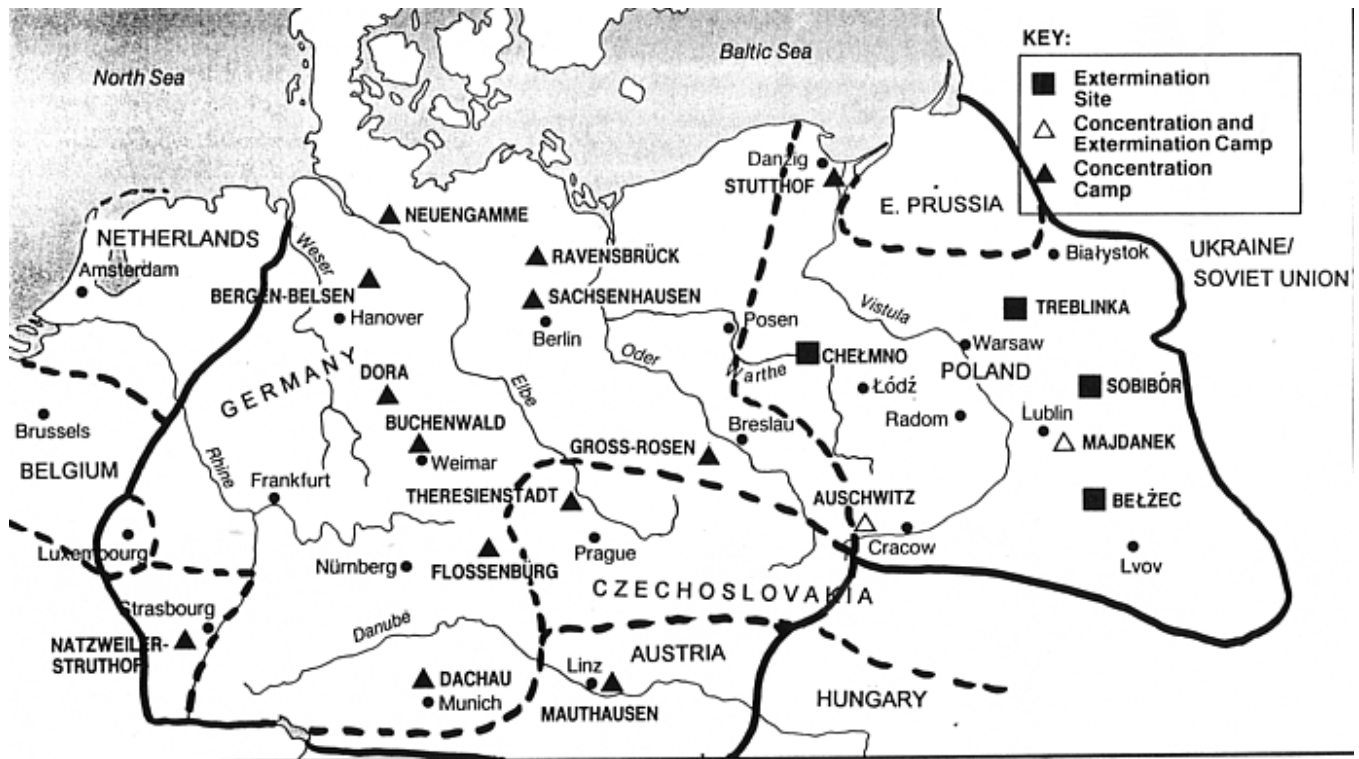 North Sea
Baltic Sea
KEY:
Extermination
Site
Concentration and
Extermination Camp
Concentration
Camp
Danzig
STUTTHOF
E. PRUSSIA
NEUENGAMME
NETHERLANDS
Weser
Amsterdam
RAVENSBRÜCK
Białystok
UKRAINE/
SOVIET UNION
BERGEN-BELSEN
SACHSENHAUSEN
Hanover
Berlin
Posen
Vistula
TREBLINKA
Oder
Warthe
CHEŁMNO
Warsaw
POLAND
GERMANY
DORA
Elbe
Łódź
SOBIBÓR
Brussels
BELGIUM
BUCHENWALD
Weimar
Breslau
Radom
Lublin
MAJDANEK
Rhine
Frankfurt
GROSS-ROSEN
THERESIENSTADT
AUSCHWITZ
BEŁŻEC
Luxembourg
Nürnberg
FLOSSENBÜRG
Prague
Cracow
Lvov
CZECHOSLOVAKIA
Strasbourg
NATZWEILER-
STRUTHOF
Danube
DACHAU
Munich
Linz
MAUTHAUSEN
AUSTRIA
HUNGARY